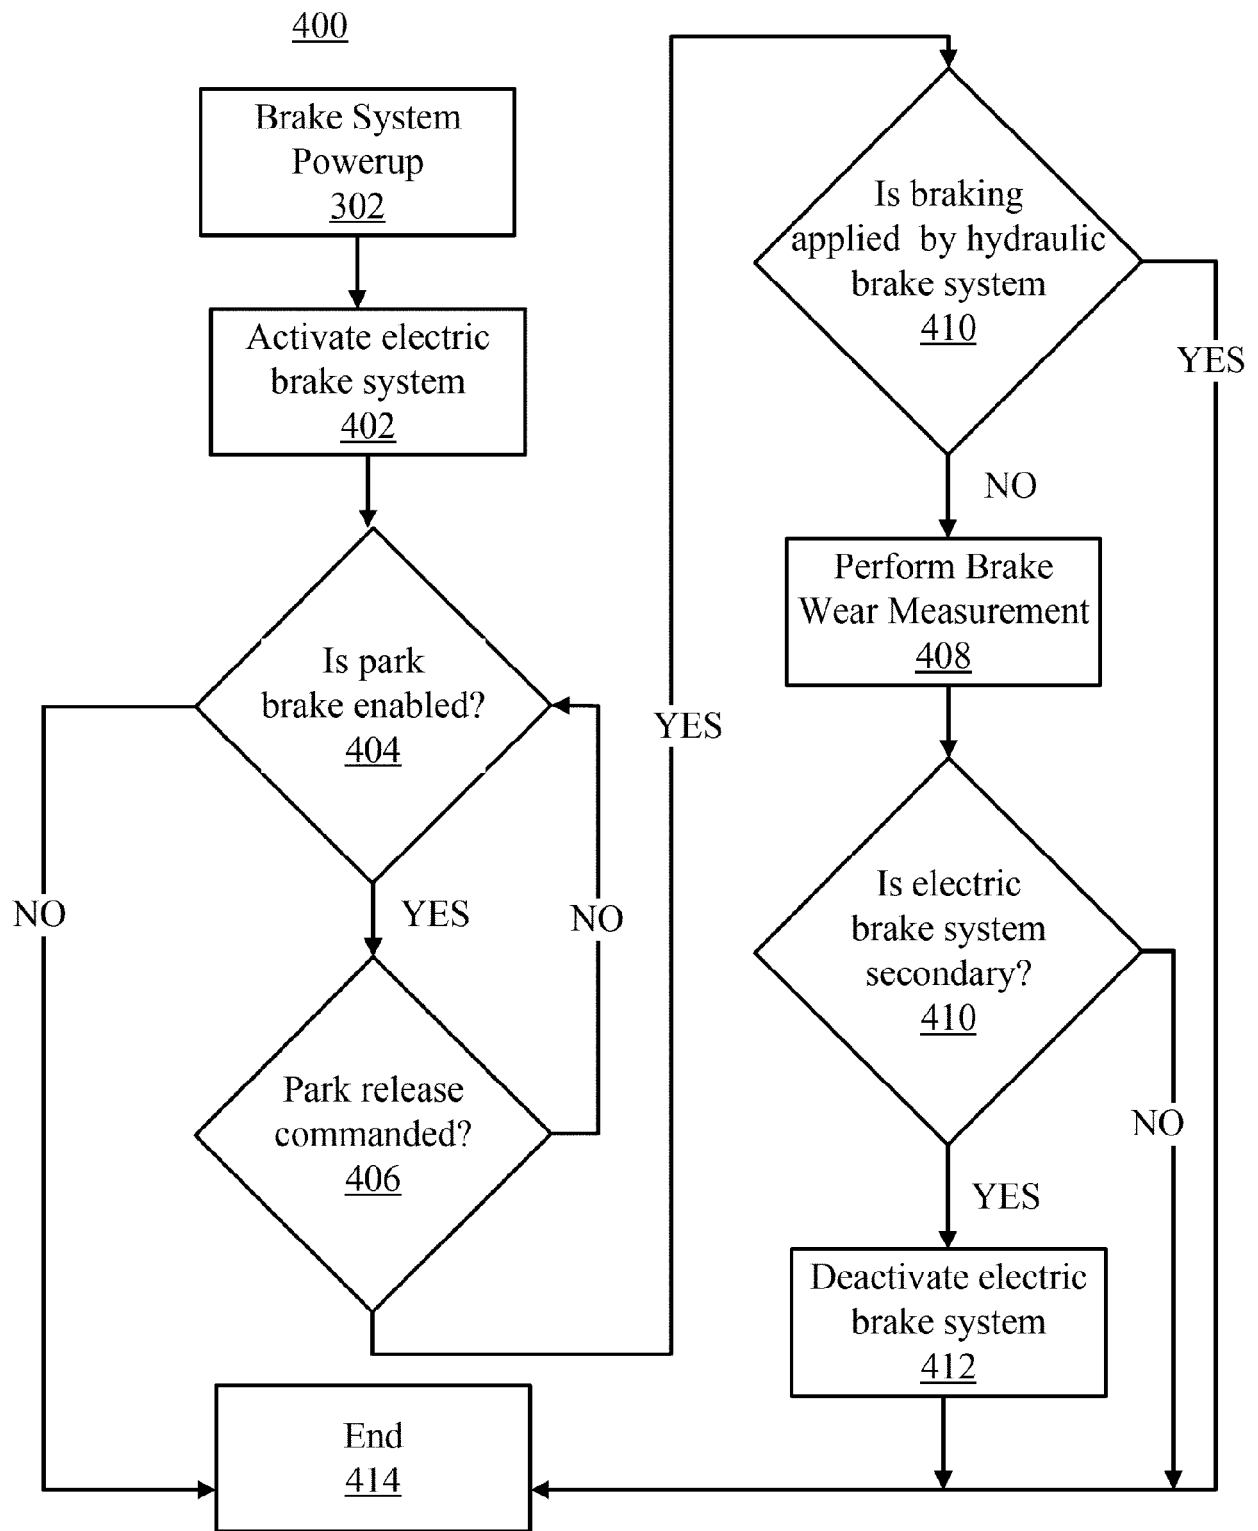 400
Brake System
Powerup
302
Activate electric
brake system
402
Is park
brake enabled?
404
NO
YES
NO
Park release
commanded?
406
YES
Is braking
applied by hydraulic
brake system
410
YES
NO
Perform Brake
Wear Measurement
408
Is electric
brake system
secondary?
410
NO
YES
Deactivate electric
brake system
412
End
414